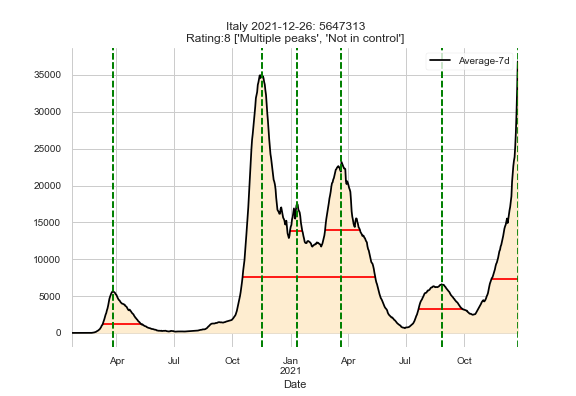 Italy 2021-12-26: 5647313
Rating:8 ['Multiple peaks', 'Not in control']
Average-7d
35000
30000
25000
20000
15000
10000
5000
0
Apr Jul Oct Jan Apr Jul Oct
2021
Date